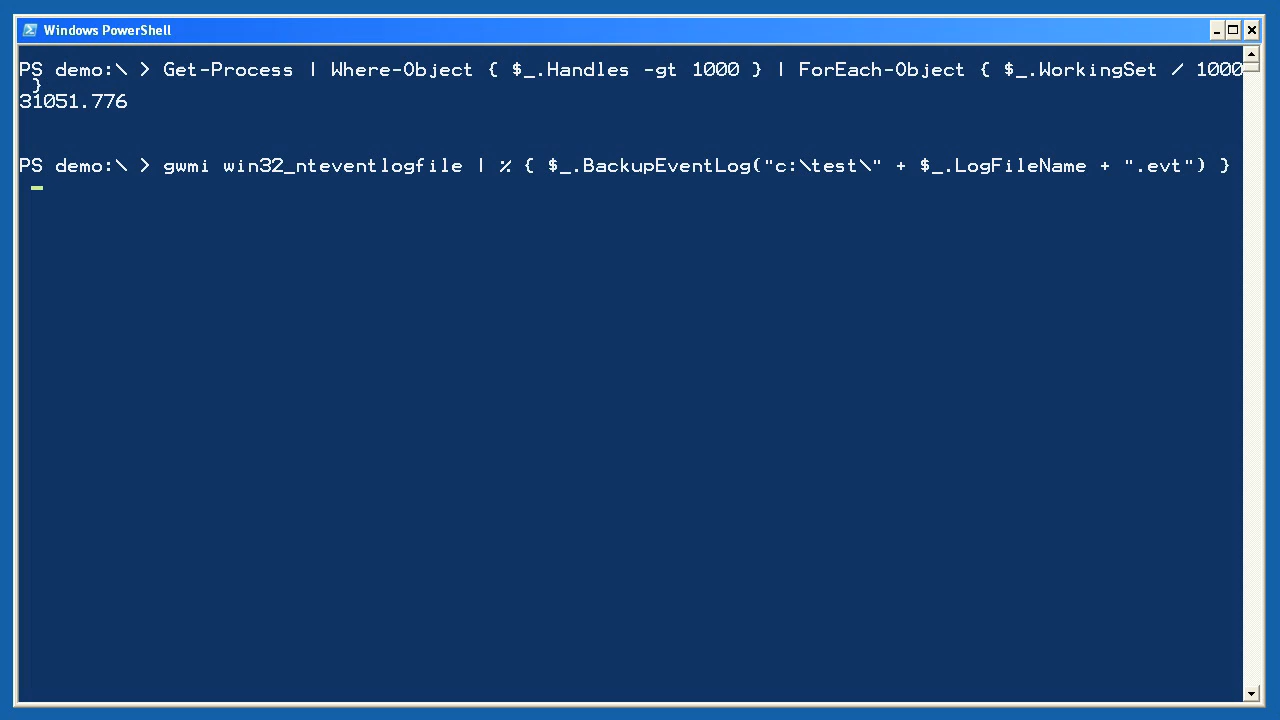 Windows PowerShell
PS demo:\ > Get-Process | Where-Object { $_.Handles -gt 1000 } | ForEach-Object { $_.WorkingSet / 1000
}
31051.776
PS demo:\ > gwmi win32_nteventlogfile | % { $_.BackupEventLog("c:\test\" + $_.LogFileName + ".evt") }